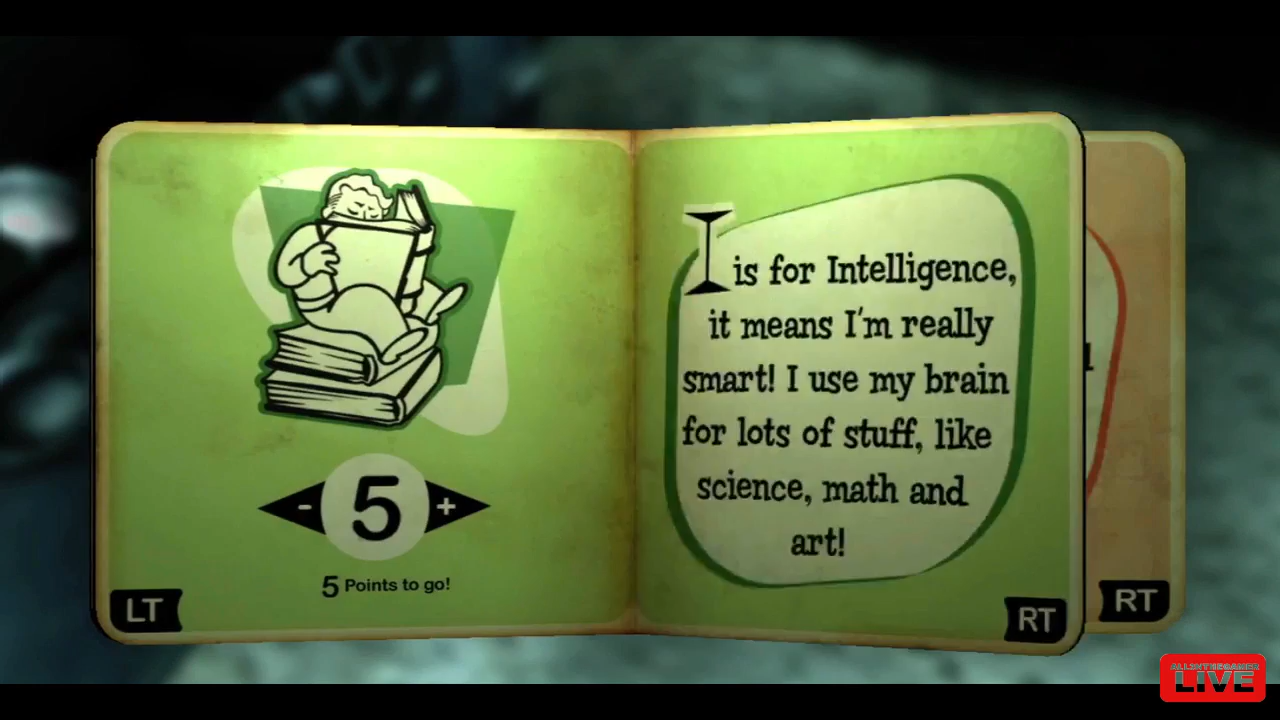 I is for Intelligence,
it means I'm really
smart! I use my brain
for lots of stuff, like
science, math and
art!
- 5 +
5 Points to go!
LT
RT
RT
ALL3NTHEGAMER
LIVE